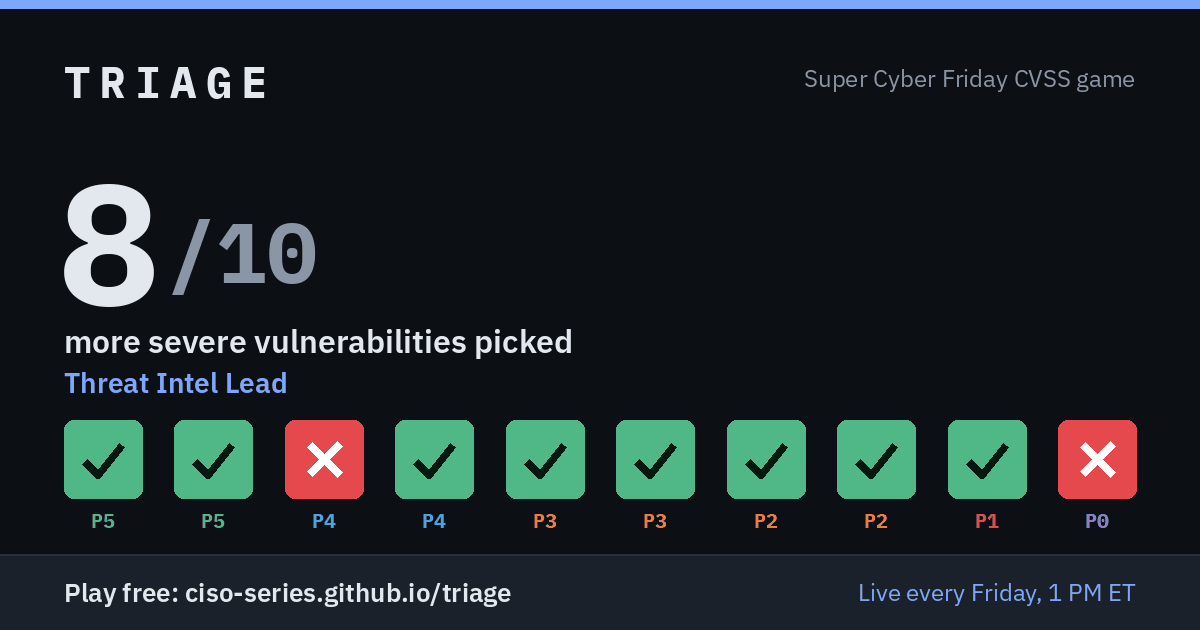 TRIAGE
Super Cyber Friday CVSS game
8/10
more severe vulnerabilities picked
Threat Intel Lead
P5 P5 P4 P4 P3 P3 P2 P2 P1 P0
Play free: ciso-series.github.io/triage
Live every Friday, 1 PM ET